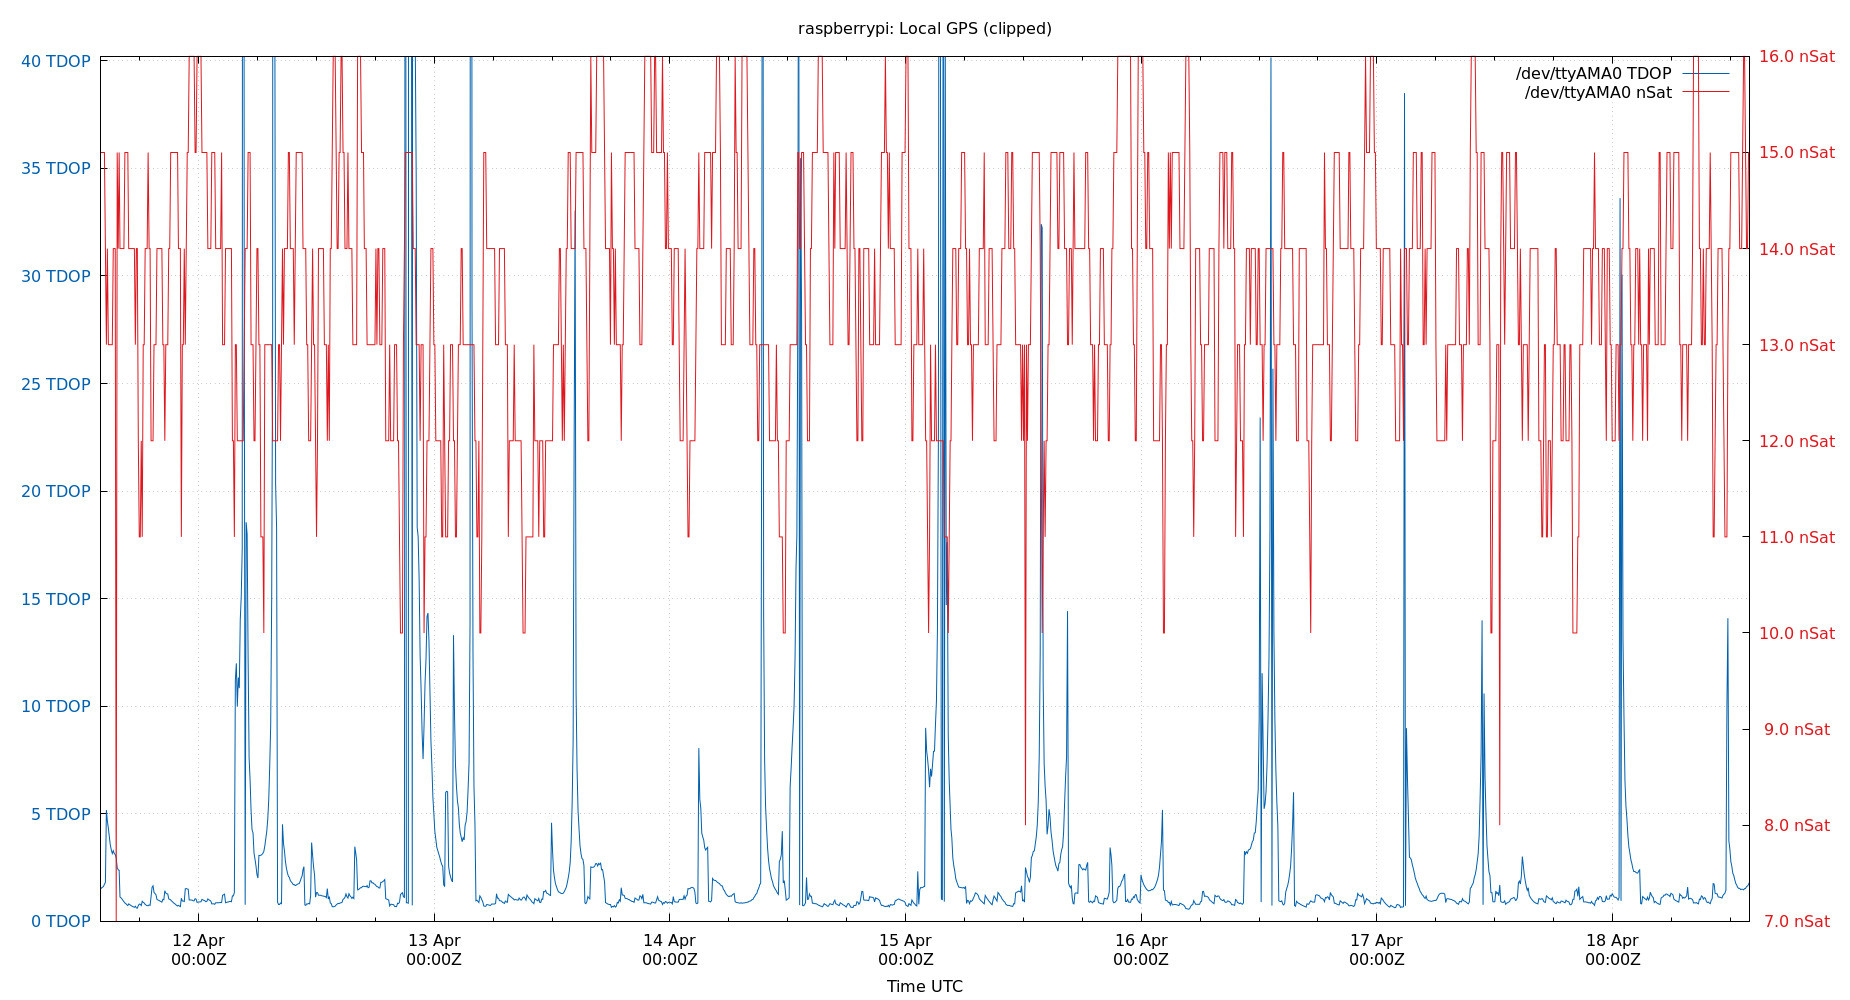 raspberrypi: Local GPS (clipped)
/dev/ttyAMA0 TDOP
/dev/ttyAMA0 nSat
40 TDOP
35 TDOP
30 TDOP
25 TDOP
20 TDOP
15 TDOP
10 TDOP
5 TDOP
0 TDOP
16.0 nSat
15.0 nSat
14.0 nSat
13.0 nSat
12.0 nSat
11.0 nSat
10.0 nSat
9.0 nSat
8.0 nSat
7.0 nSat
12 Apr
00:00Z
13 Apr
00:00Z
14 Apr
00:00Z
15 Apr
00:00Z
16 Apr
00:00Z
17 Apr
00:00Z
18 Apr
00:00Z
Time UTC